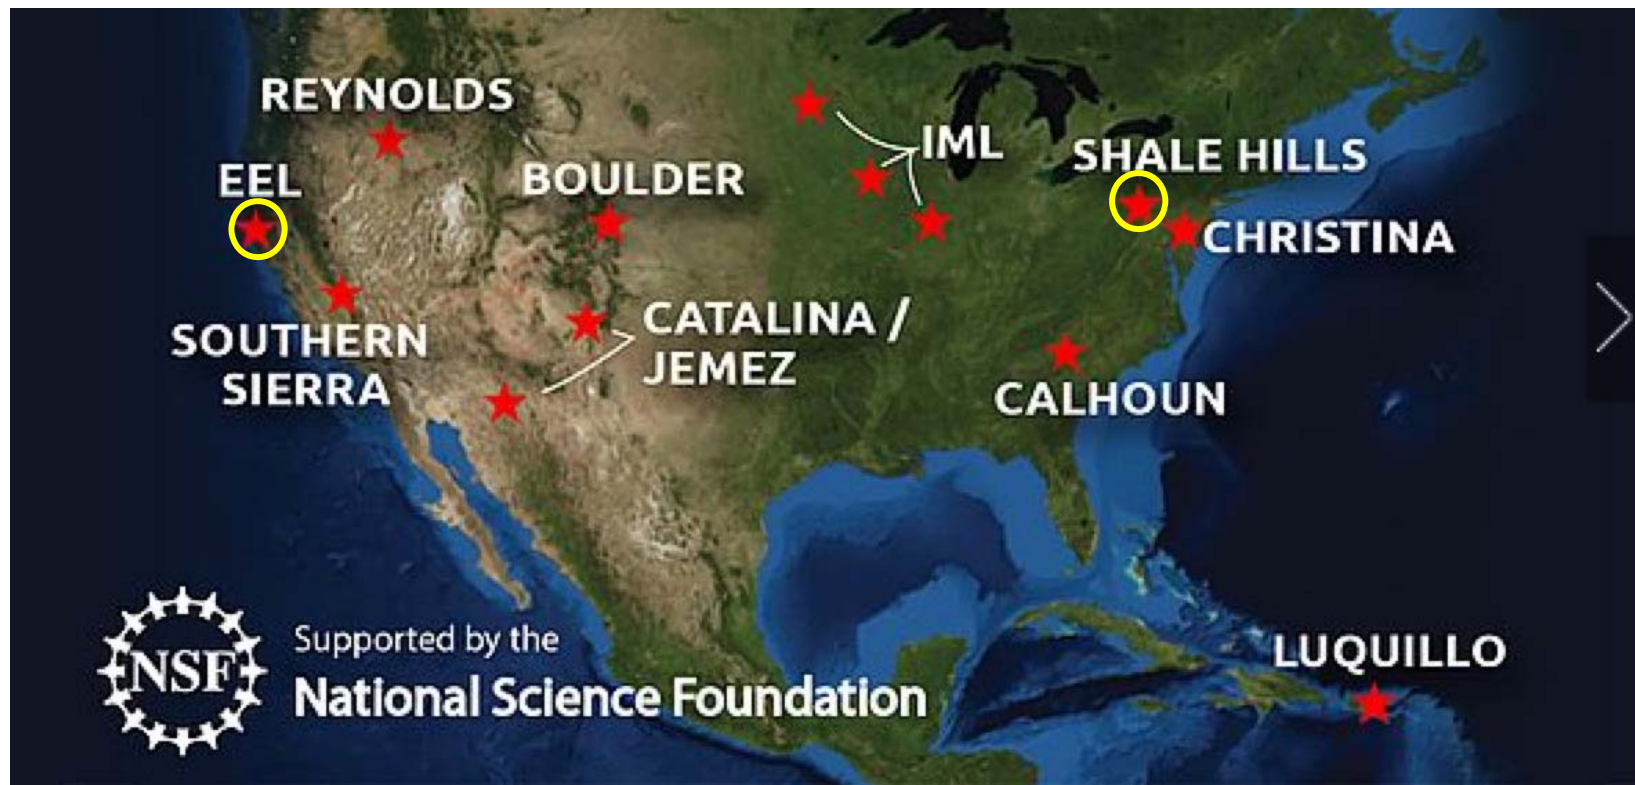 REYNOLDS
EEL
BOULDER
IML
SHALE HILLS
CHRISTINA
SOUTHERN
SIERRA
CATALINA /
JEMEZ
CALHOUN
LUQUILLO
NSF
Supported by the
National Science Foundation